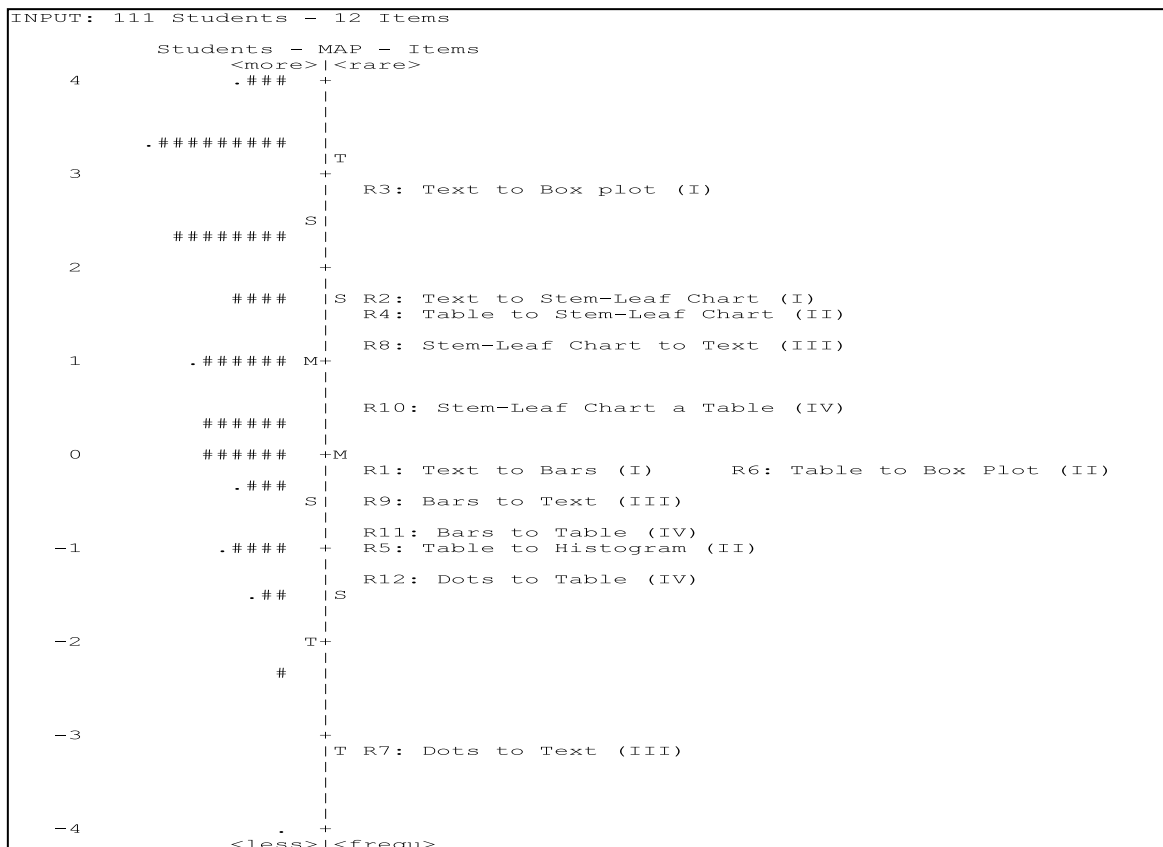 INPUT: 111 Students - 12 Items
Students - MAP - Items
<more>|<rare>
4 .### +
|
|
|
.######### |
|T
3 +
| R3: Text to Box plot (I)
|
S|
######## |
|
2 +
|
#### |S R2: Text to Stem-Leaf Chart (I)
| R4: Table to Stem-Leaf Chart (II)
|
| R8: Stem-Leaf Chart to Text (III)
1 .###### M+
|
|
| R10: Stem-Leaf Chart a Table (IV)
###### |
|
0 ###### +M
| R1: Text to Bars (I) R6: Table to Box Plot (II)
.### |
S| R9: Bars to Text (III)
|
| R11: Bars to Table (IV)
-1 .#### + R5: Table to Histogram (II)
|
| R12: Dots to Table (IV)
.## |S
|
|
-2 T+
|
# |
|
|
|
-3 +
|T R7: Dots to Text (III)
|
|
|
|
-4 . +
<less>|<frequ>